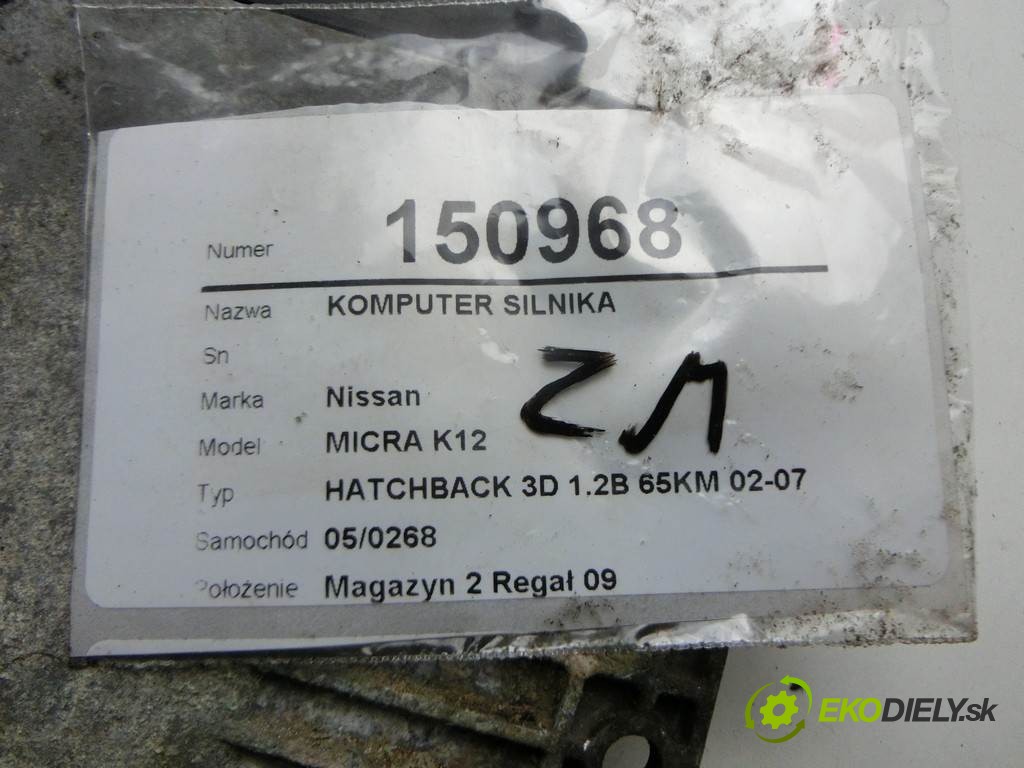 Numer 150968
Nazwa KOMPUTER SILNIKA
Sn
Marka Nissan
Model MICRA K12
Typ HATCHBACK 3D 1.2B 65KM 02-07
Samochód 05/0268
Położenie Magazyn 2 Regał 09
EKODIELY.sk